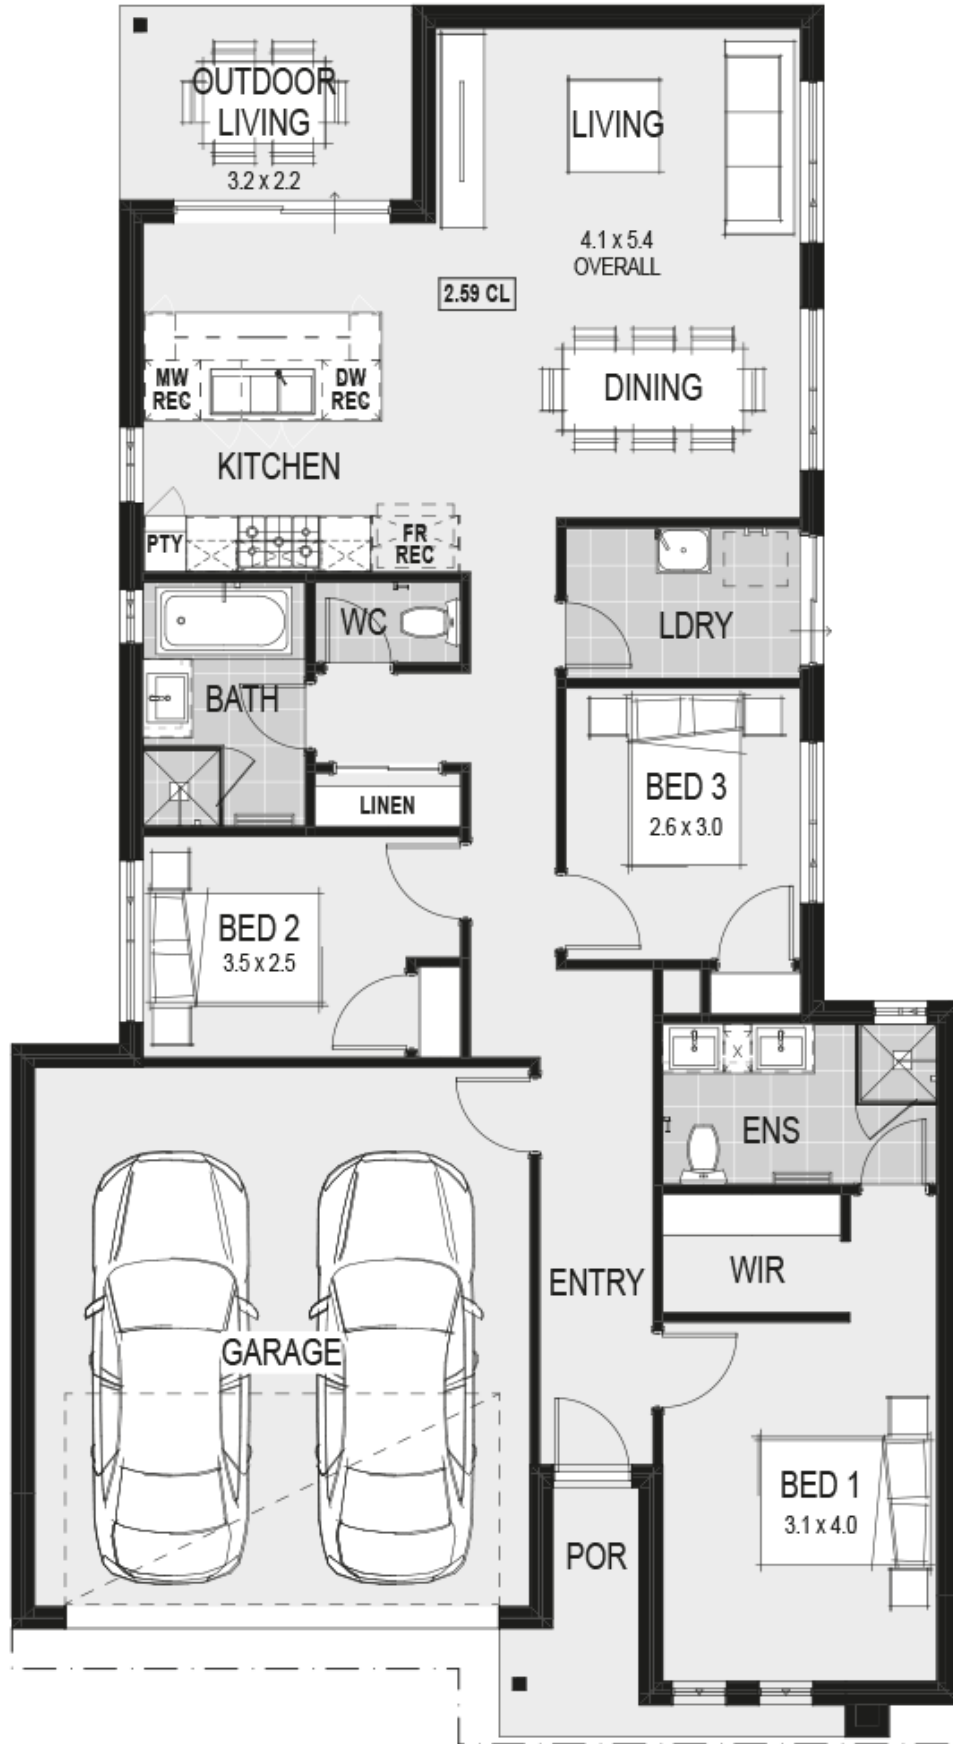 OUTDOOR
LIVING
3.2 x 2.2
LIVING
4.1 x 5.4
OVERALL
2.59 CL
MW
REC
DW
REC
DINING
KITCHEN
PTY
FR
REC
WC
LDRY
BATH
LINEN
BED 3
2.6 x 3.0
BED 2
3.5 x 2.5
X
ENS
WIR
ENTRY
GARAGE
BED 1
3.1 x 4.0
POR